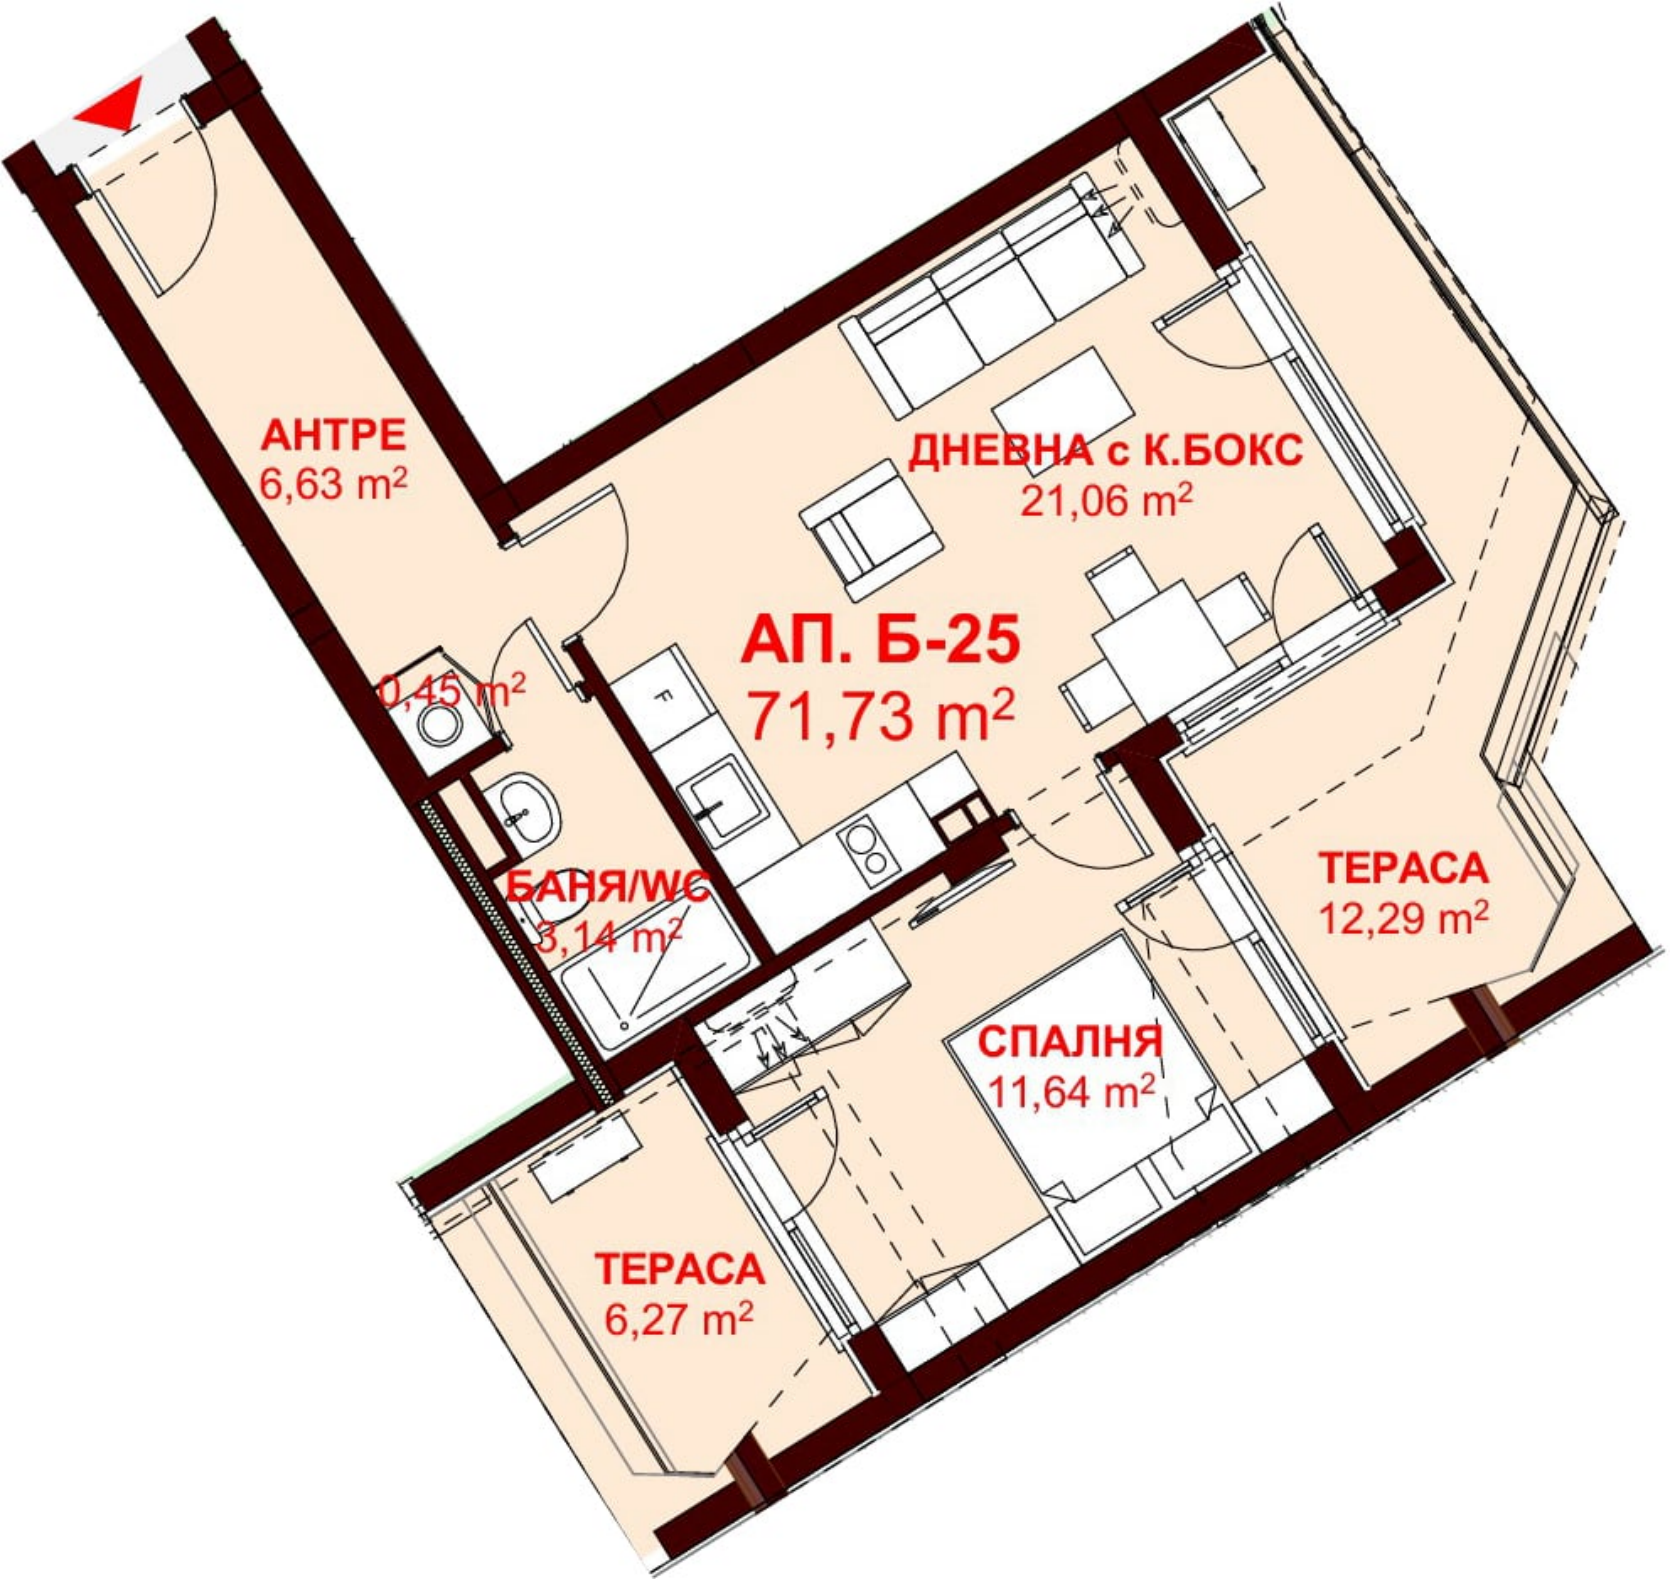 АНТРЕ
6,63 m²
ДНЕВНА с К.БОКС
21,06 m²
АП. Б-25
71,73 m²
0,45 m²
F
БАНЯ/WC
3,14 m²
ТЕРАСА
12,29 m²
СПАЛНЯ
11,64 m²
ТЕРАСА
6,27 m²